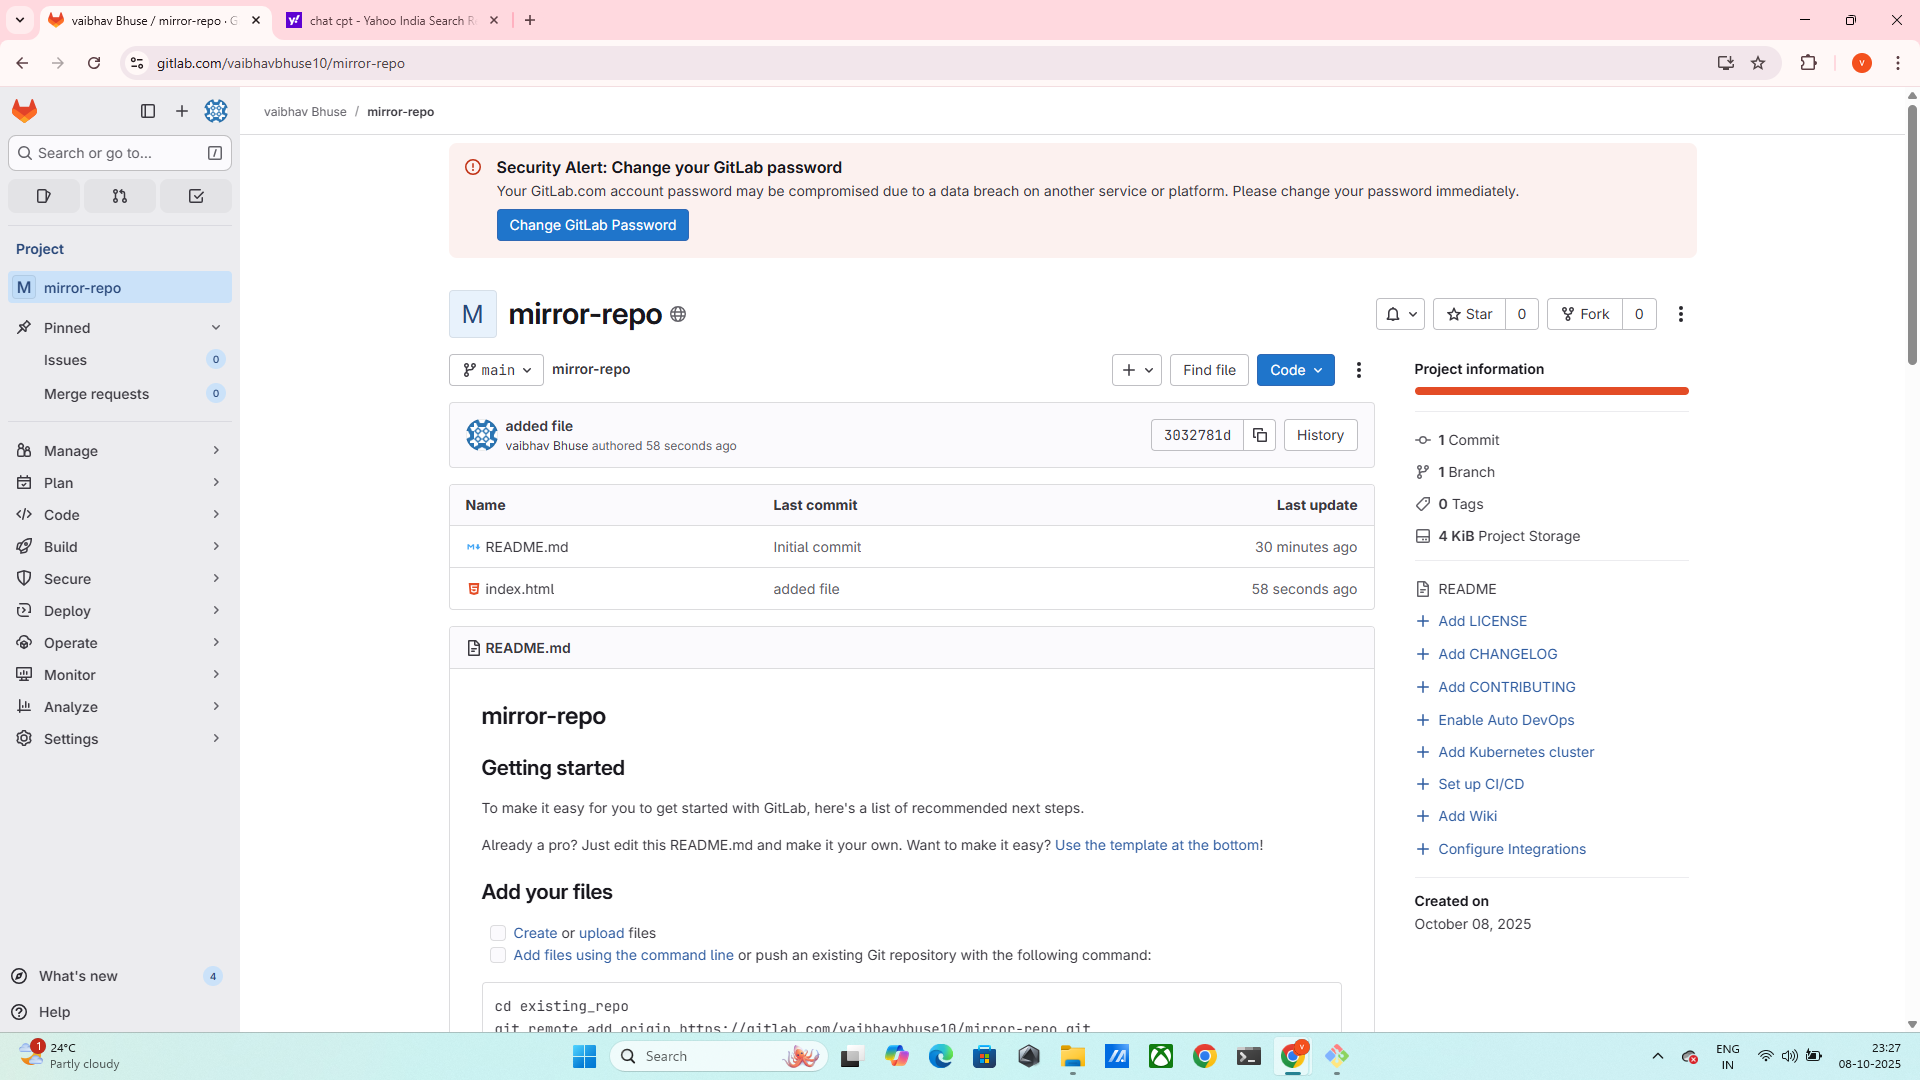 vaibhav Bhuse / mirror-repo · G
chat cpt - Yahoo India Search R
gitlab.com/vaibhavbhuse10/mirror-repo
V
vaibhav Bhuse / mirror-repo
Search or go to...
/
Project
M mirror-repo
Pinned
Issues 0
Merge requests 0
Manage
Plan
Code
Build
Secure
Deploy
Operate
Monitor
Analyze
Settings
What's new 4
Help
Security Alert: Change your GitLab password
Your GitLab.com account password may be compromised due to a data breach on another service or platform. Please change your password immediately.
Change GitLab Password
M mirror-repo
Star 0 Fork 0
main mirror-repo
Find file Code
added file
vaibhav Bhuse authored 58 seconds ago
3032781d History
Name Last commit Last update
README.md Initial commit 30 minutes ago
index.html added file 58 seconds ago
README.md
mirror-repo
Getting started
To make it easy for you to get started with GitLab, here's a list of recommended next steps.
Already a pro? Just edit this README.md and make it your own. Want to make it easy? Use the template at the bottom!
Add your files
Create or upload files
Add files using the command line or push an existing Git repository with the following command:
cd existing_repo
git remote add origin https://gitlab.com/vaibhavbhuse10/mirror-repo.git
Project information
1 Commit
1 Branch
0 Tags
4 KiB Project Storage
README
Add LICENSE
Add CHANGELOG
Add CONTRIBUTING
Enable Auto DevOps
Add Kubernetes cluster
Set up CI/CD
Add Wiki
Configure Integrations
Created on
October 08, 2025
1
24°C
Partly cloudy
Search
ENG
IN
23:27
08-10-2025